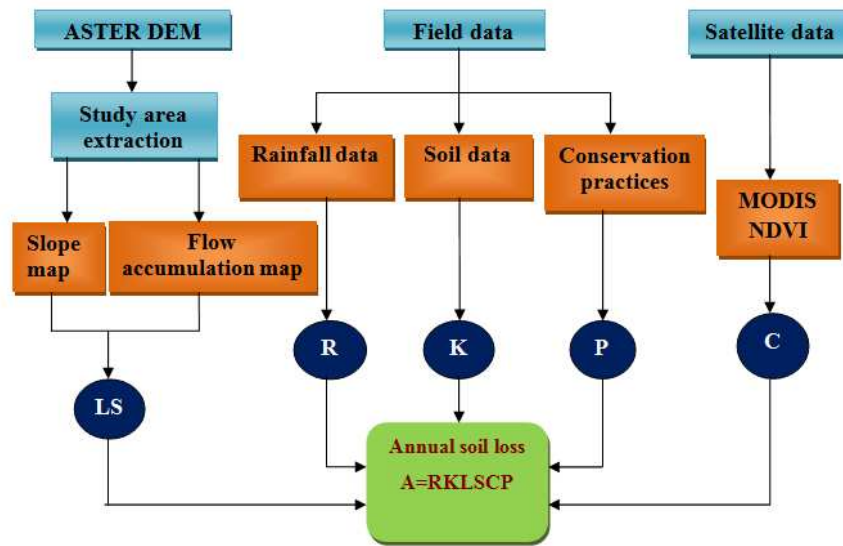 ASTER DEM
Field data
Satellite data
Study area
extraction
Rainfall data
Soil data
Conservation
practices
MODIS
NDVI
Slope
map
Flow
accumulation map
R
K
P
C
LS
Annual soil loss
A=RKLSCP